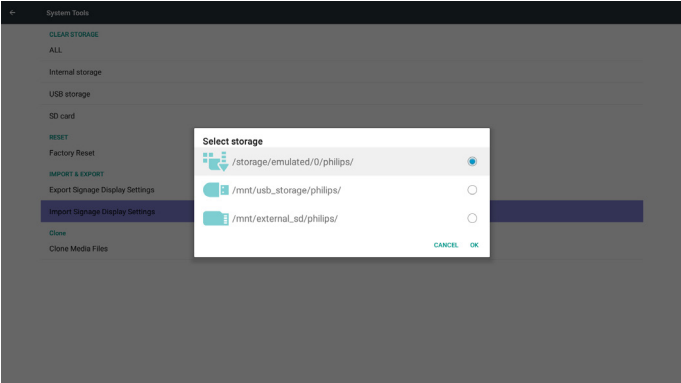 System Tools
CLEAR STORAGE
ALL
Internal storage
USB storage
SD card
RESET
Factory Reset
IMPORT & EXPORT
Export Signage Display Settings
Import Signage Display Settings
Clone
Clone Media Files
Select storage
/storage/emulated/0/philips/
/mnt/usb_storage/philips/
/mnt/external_sd/philips/
CANCEL OK